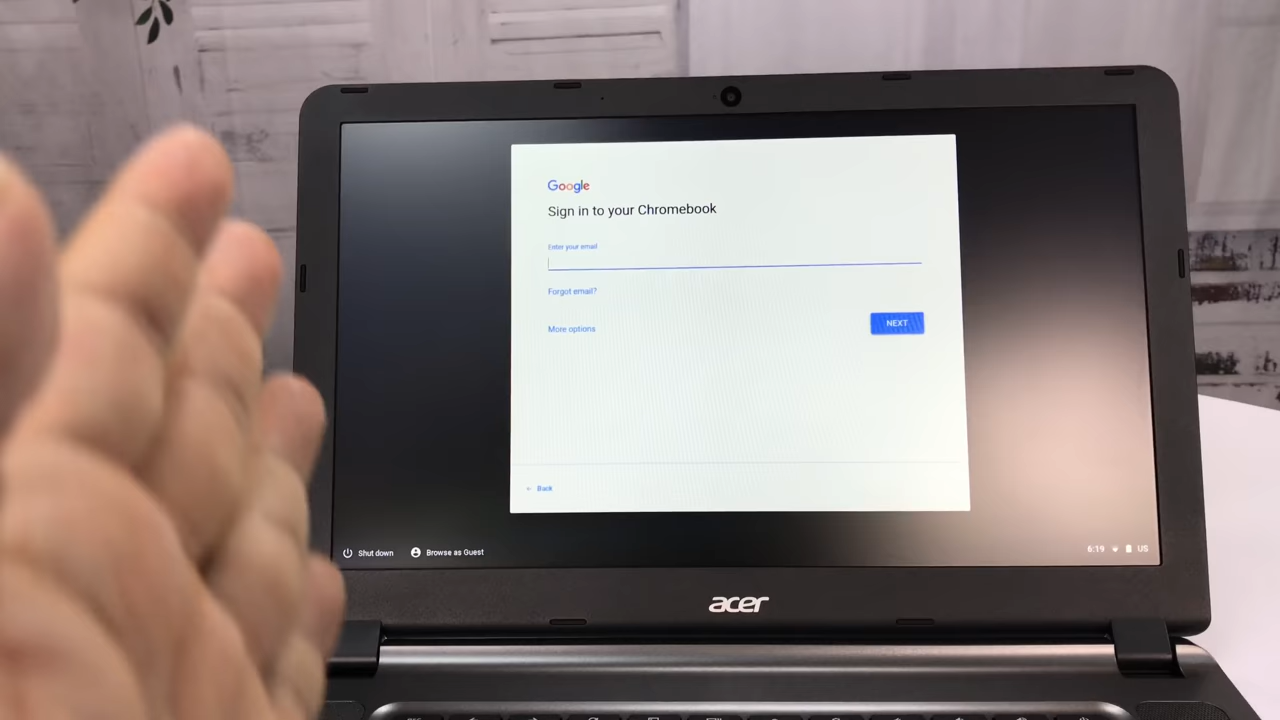 Google
Sign in to your Chromebook
Enter your email
Forgot email?
More options
NEXT
Back
Shut down
Browse as Guest
6:19
US
acer